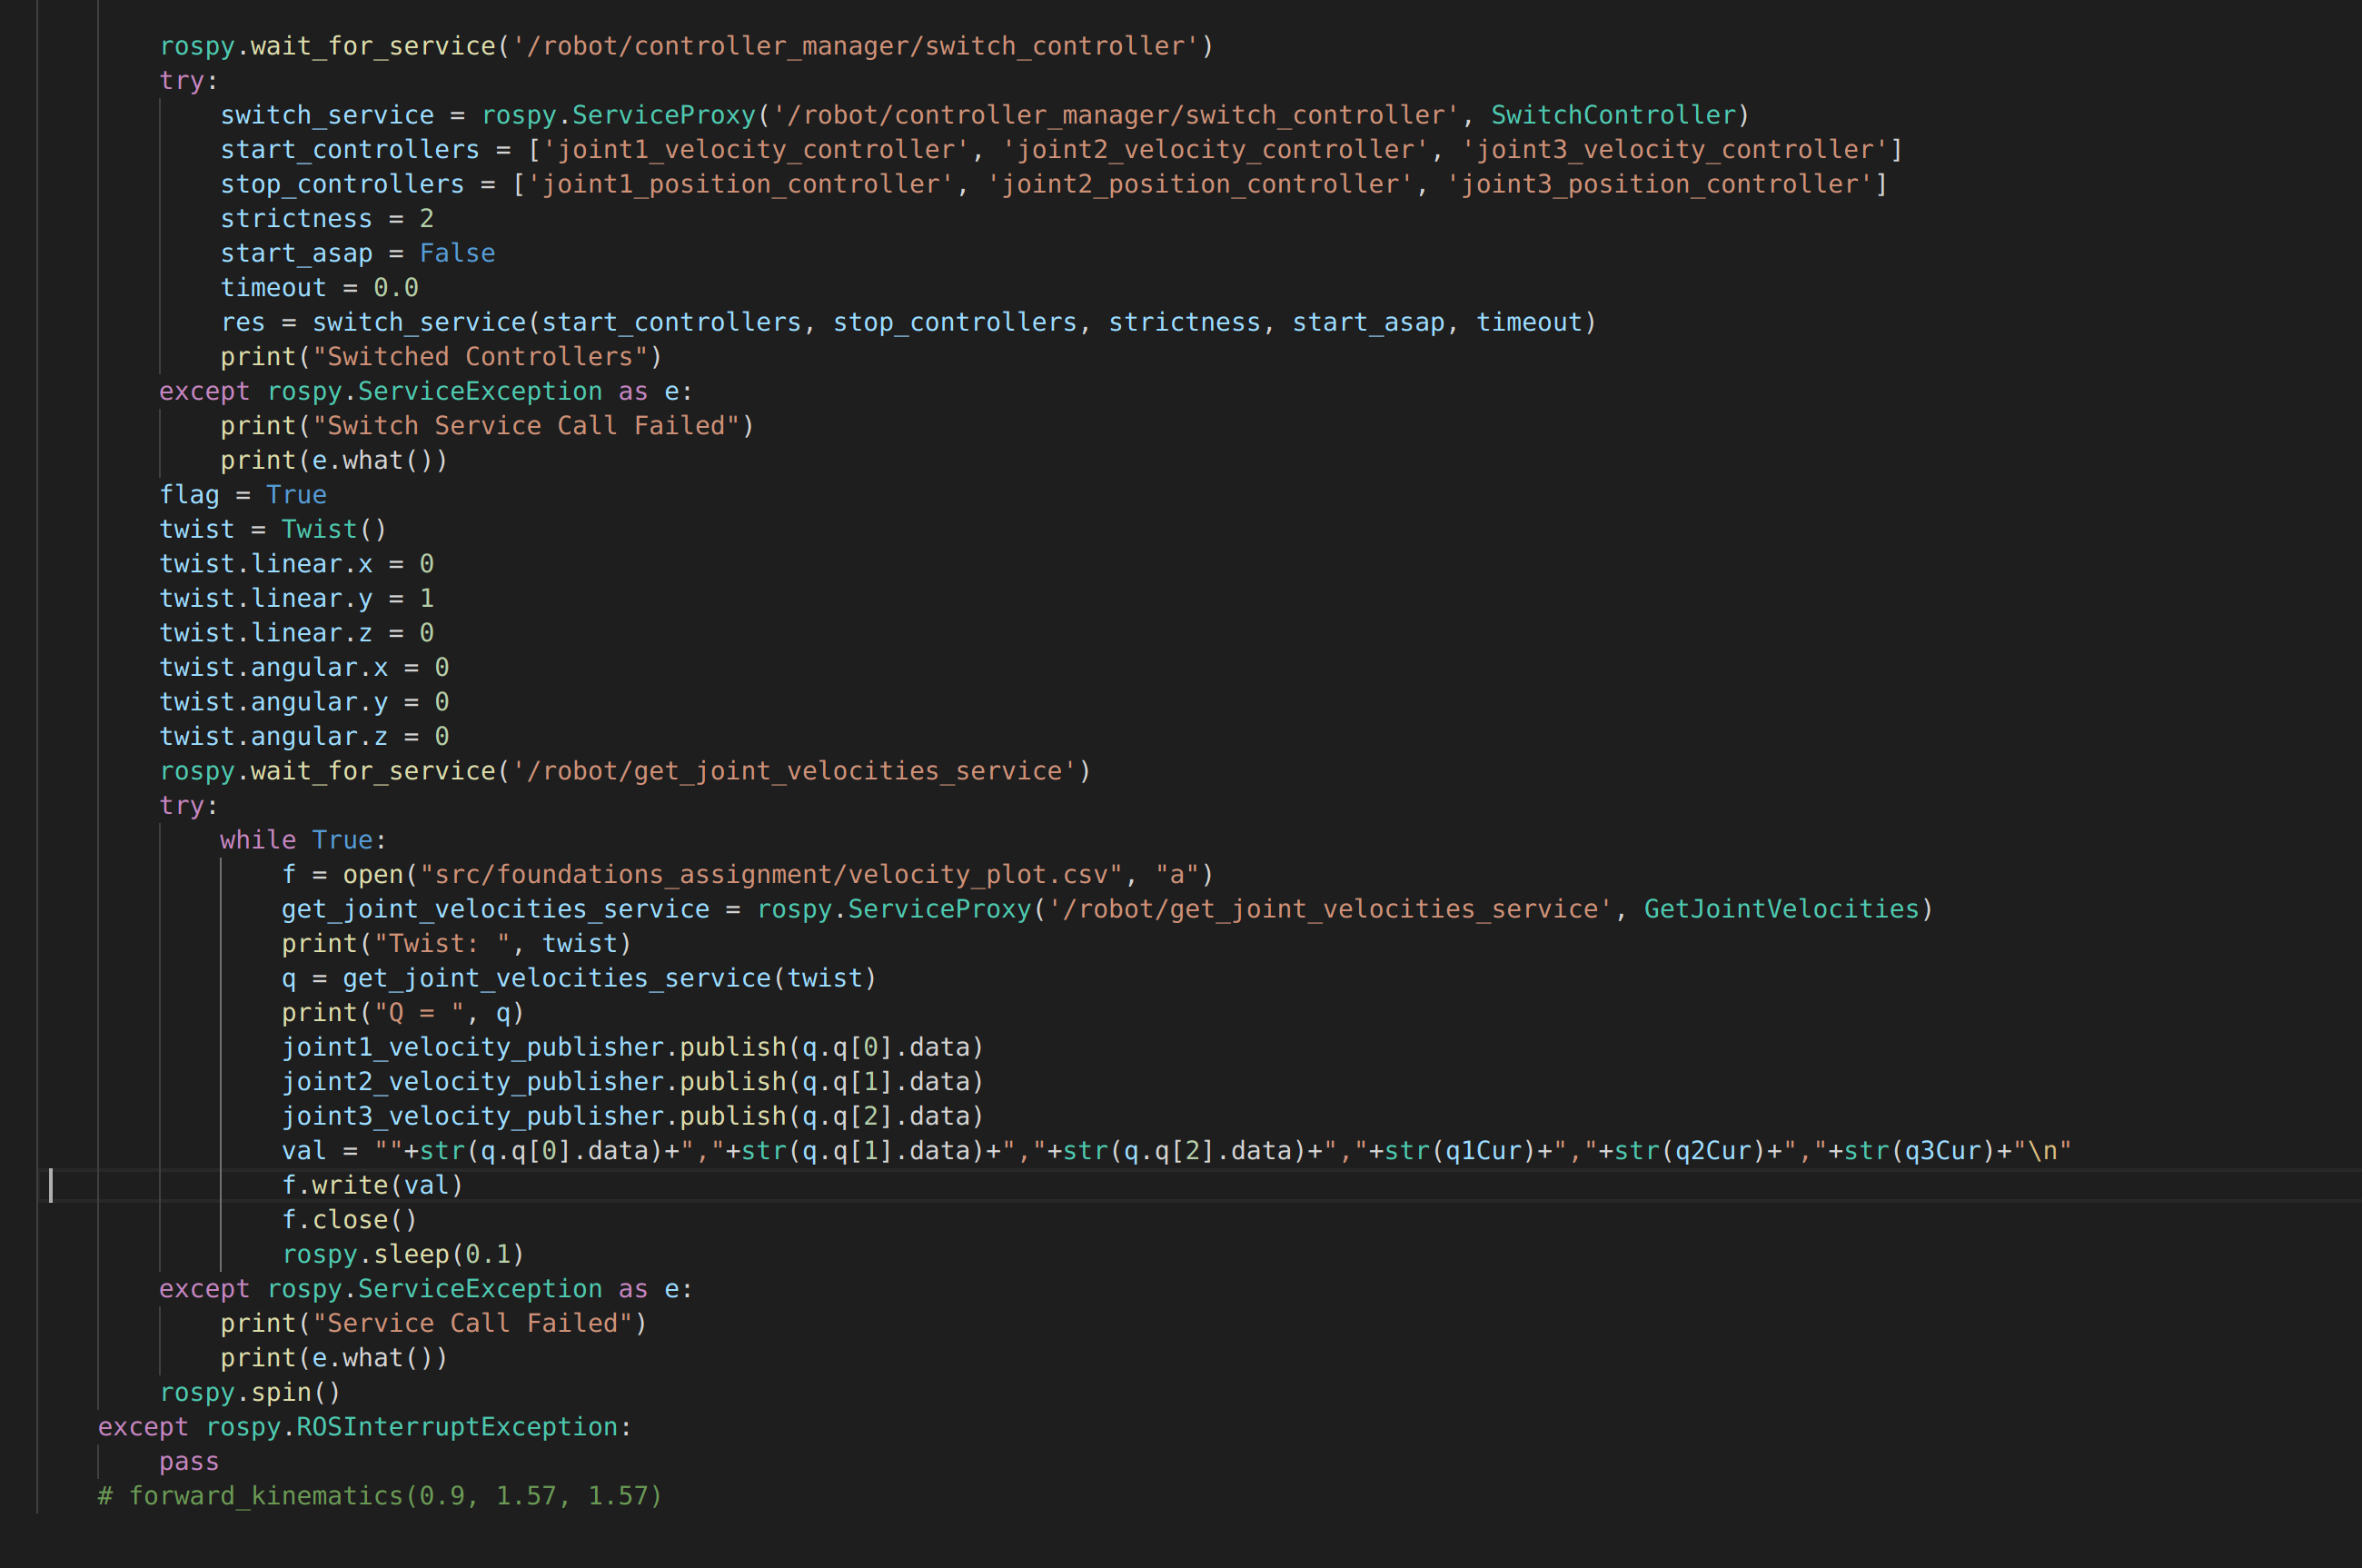 rospy.wait_for_service('/robot/controller_manager/switch_controller')
try:
switch_service = rospy.ServiceProxy('/robot/controller_manager/switch_controller', SwitchController)
start_controllers = ['joint1_velocity_controller', 'joint2_velocity_controller', 'joint3_velocity_controller']
stop_controllers = ['joint1_position_controller', 'joint2_position_controller', 'joint3_position_controller']
strictness = 2
start_asap = False
timeout = 0.0
res = switch_service(start_controllers, stop_controllers, strictness, start_asap, timeout)
print("Switched Controllers")
except rospy.ServiceException as e:
print("Switch Service Call Failed")
print(e.what())
flag = True
twist = Twist()
twist.linear.x = 0
twist.linear.y = 1
twist.linear.z = 0
twist.angular.x = 0
twist.angular.y = 0
twist.angular.z = 0
rospy.wait_for_service('/robot/get_joint_velocities_service')
try:
while True:
f = open("src/foundations_assignment/velocity_plot.csv", "a")
get_joint_velocities_service = rospy.ServiceProxy('/robot/get_joint_velocities_service', GetJointVelocities)
print("Twist: ", twist)
q = get_joint_velocities_service(twist)
print("Q = ", q)
joint1_velocity_publisher.publish(q.q[0].data)
joint2_velocity_publisher.publish(q.q[1].data)
joint3_velocity_publisher.publish(q.q[2].data)
val = ""+str(q.q[0].data)+","+str(q.q[1].data)+","+str(q.q[2].data)+","+str(q1Cur)+","+str(q2Cur)+","+str(q3Cur)+"\n"
f.write(val)
f.close()
rospy.sleep(0.1)
except rospy.ServiceException as e:
print("Service Call Failed")
print(e.what())
rospy.spin()
except rospy.ROSInterruptException:
pass
# forward_kinematics(0.9, 1.57, 1.57)